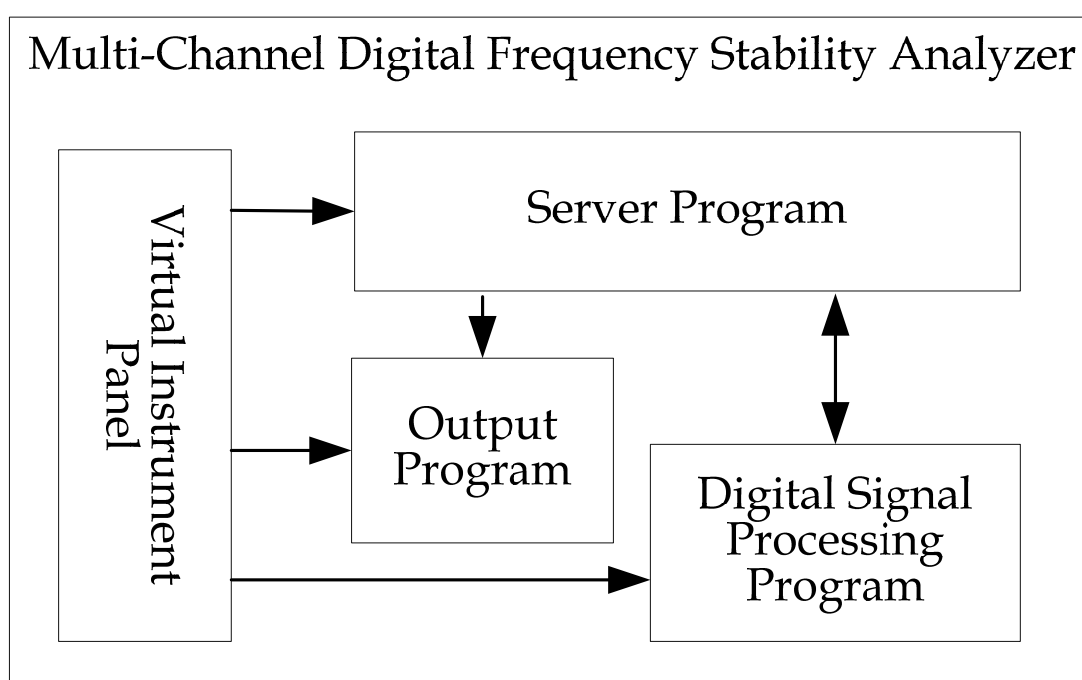 Multi-Channel Digital Frequency Stability Analyzer
Virtual Instrument
Panel
Server Program
Output
Program
Digital Signal
Processing
Program